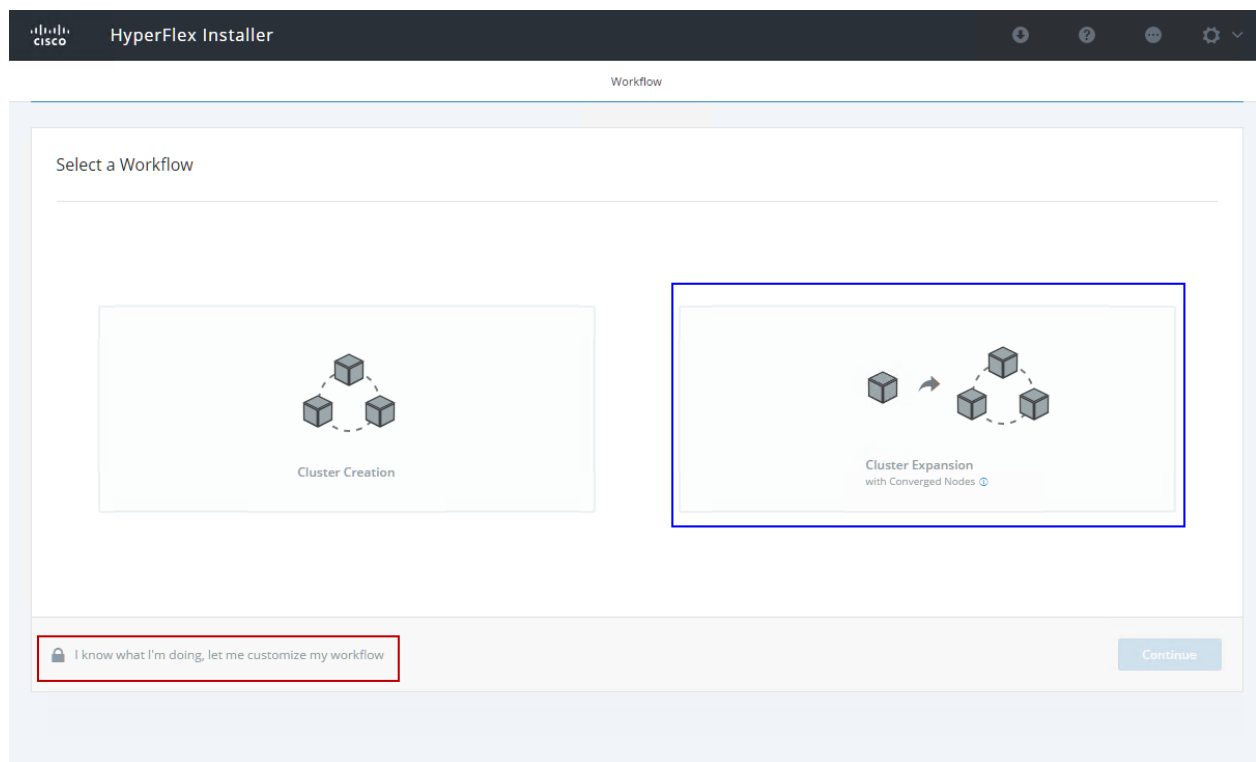 CISCO HyperFlex Installer
Workflow
Select a Workflow
Cluster Creation
Cluster Expansion
with Converged Nodes
I know what I'm doing, let me customize my workflow
Continue